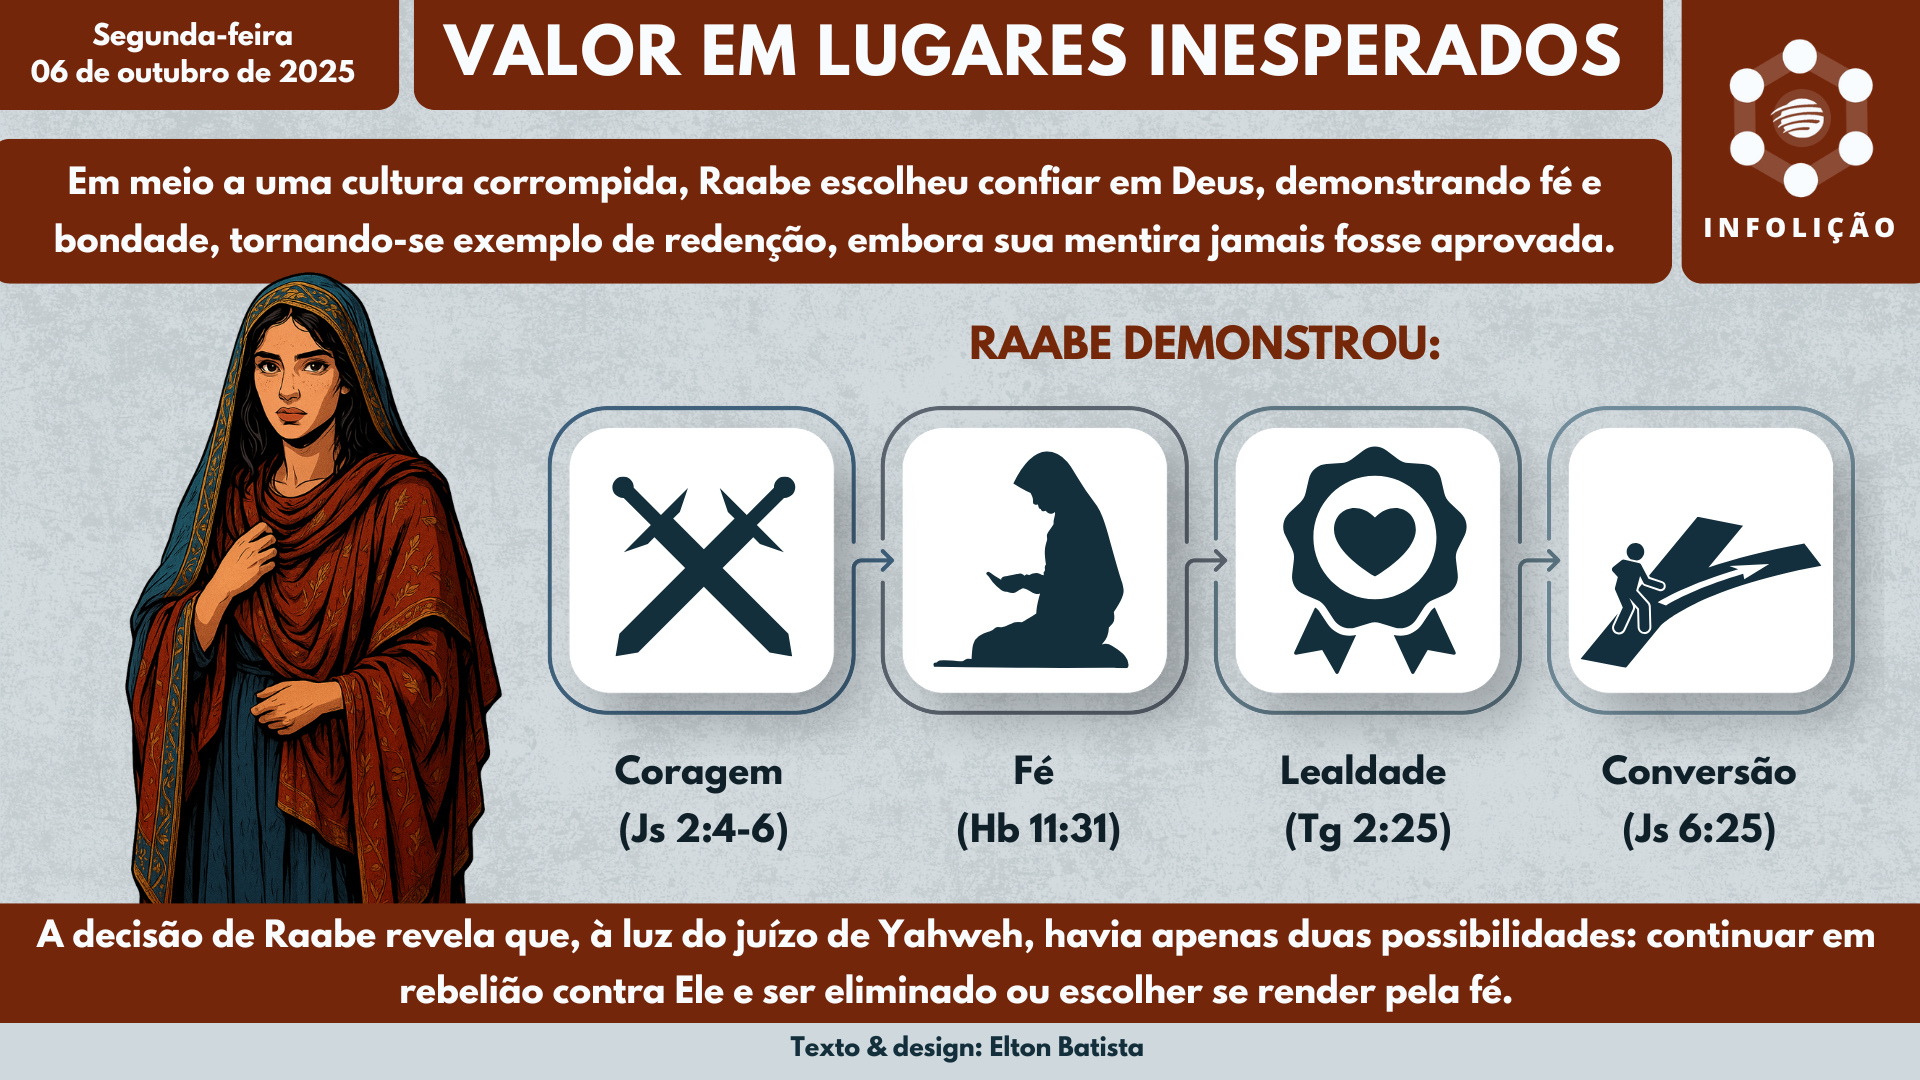 Segunda-feira
06 de outubro de 2025
VALOR EM LUGARES INESPERADOS
Em meio a uma cultura corrompida, Raabe escolheu confiar em Deus, demonstrando fé e
bondade, tornando-se exemplo de redenção, embora sua mentira jamais fosse aprovada.
INFOLIÇÃO
RAABE DEMONSTROU:
Coragem
(Js 2:4-6)
Fé
(Hb 11:31)
Lealdade
(Tg 2:25)
Conversão
(Js 6:25)
A decisão de Raabe revela que, à luz do juízo de Yahweh, havia apenas duas possibilidades: continuar em
rebelião contra Ele e ser eliminado ou escolher se render pela fé.
Texto & design: Elton Batista